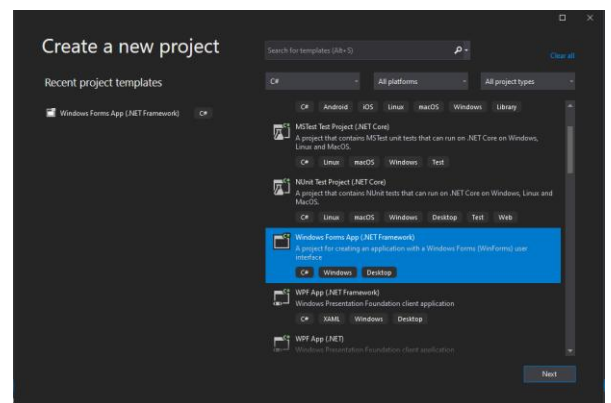 Create a new project
Search for templates (Alt+S)
Clear all
Recent project templates
C#
All platforms
All project types
Windows Forms App (.NET Framework)
C#
C# Android iOS Linux macOS Windows Library
MSTest Test Project (.NET Core)
A project that contains MSTest unit tests that can run on .NET Core on Windows,
Linux and MacOS.
C# Linux macOS Windows Test
NUnit Test Project (.NET Core)
A project that contains NUnit tests that can run on .NET Core on Windows, Linux and
MacOS.
C# Linux macOS Windows Desktop Test Web
Windows Forms App (.NET Framework)
A project for creating an application with a Windows Forms (WinForms) user
interface
C# Windows Desktop
WPF App (.NET Framework)
Windows Presentation Foundation client application
C# XAML Windows Desktop
WPF App (.NET)
Windows Presentation Foundation client application
Next